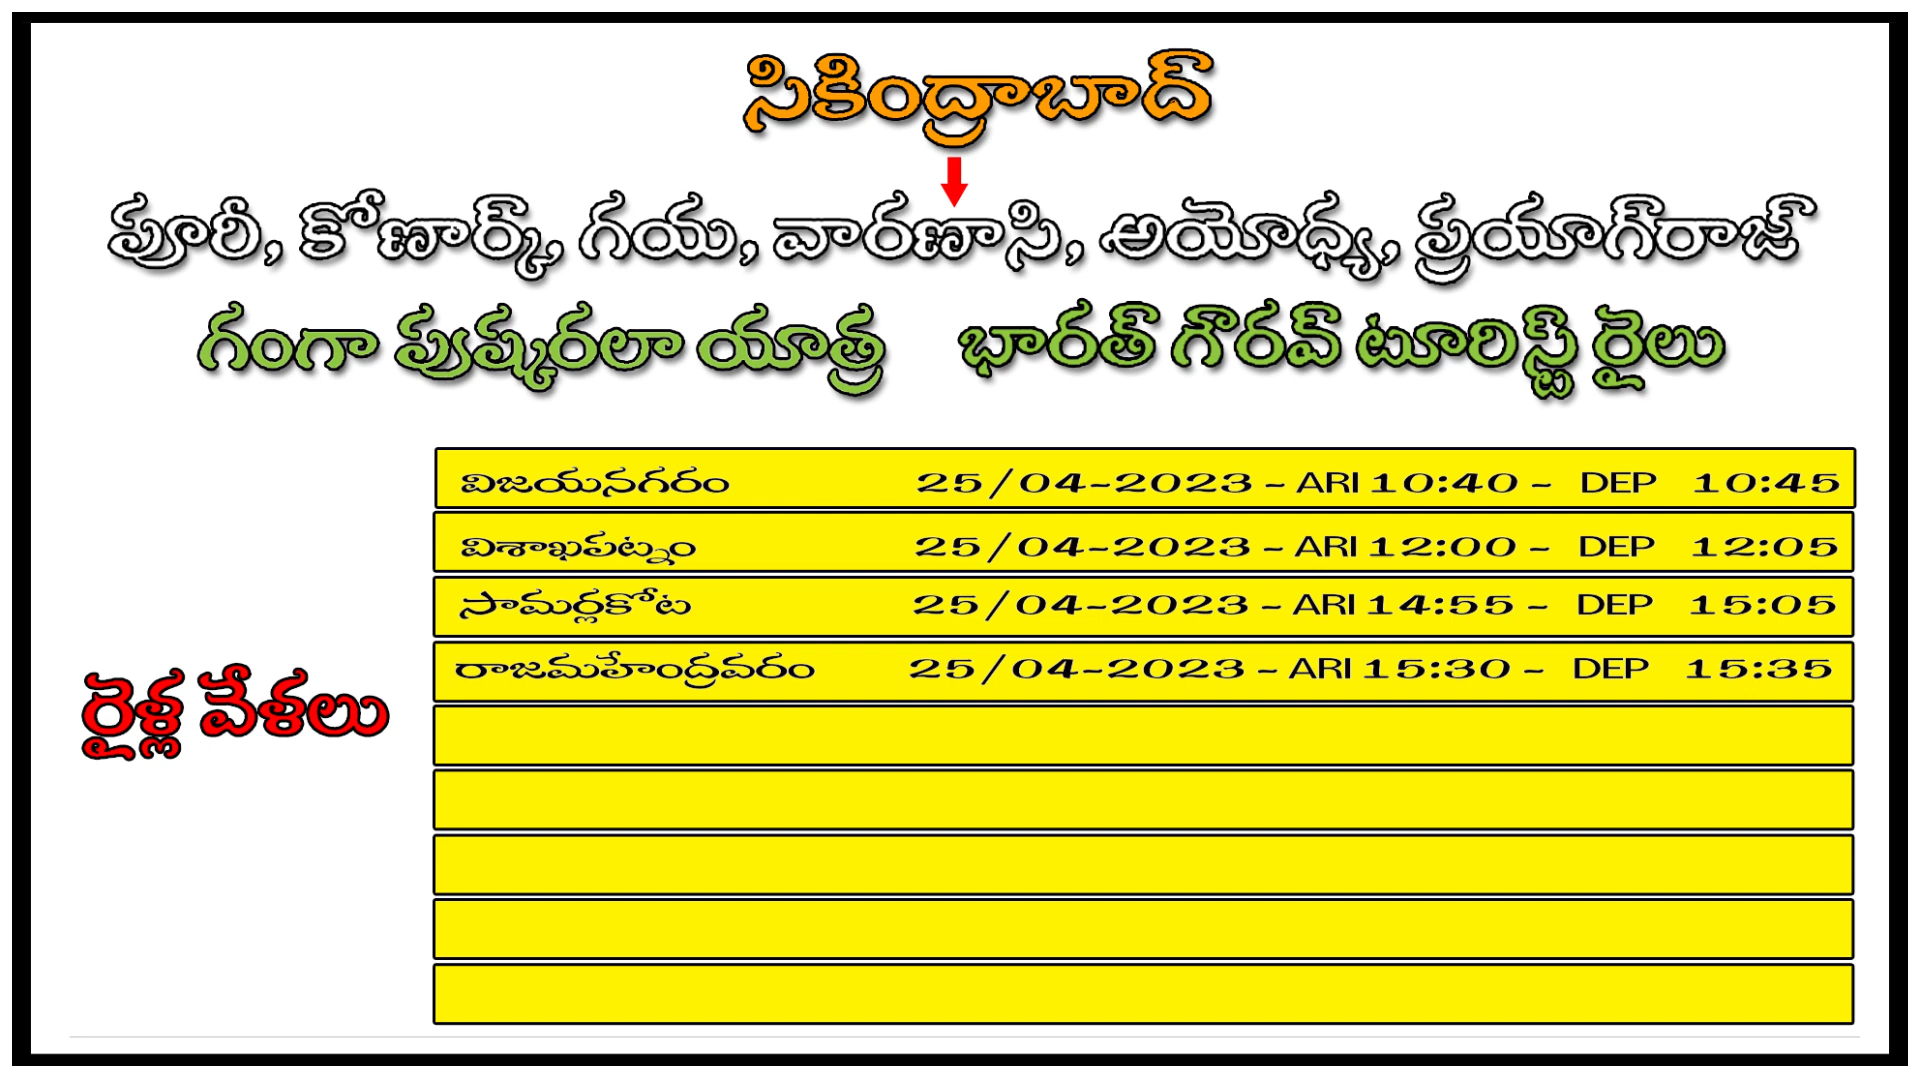 సికింద్రాబాద్
పూరీ, కోణార్క్, గయ, వారణాసి, అయోధ్య, ప్రయాగ్‌రాజ్
గంగా పుష్కరలా యాత్ర భారత్ గౌరవ్ టూరిస్ట్ రైలు
విజయనగరం 25/04-2023 - ARI 10:40 - DEP 10:45
విశాఖపట్నం 25/04-2023 - ARI 12:00 - DEP 12:05
సామర్లకోట 25/04-2023 - ARI 14:55 - DEP 15:05
రాజమహేంద్రవరం 25/04-2023 - ARI 15:30 - DEP 15:35
రైళ్ల వేళలు